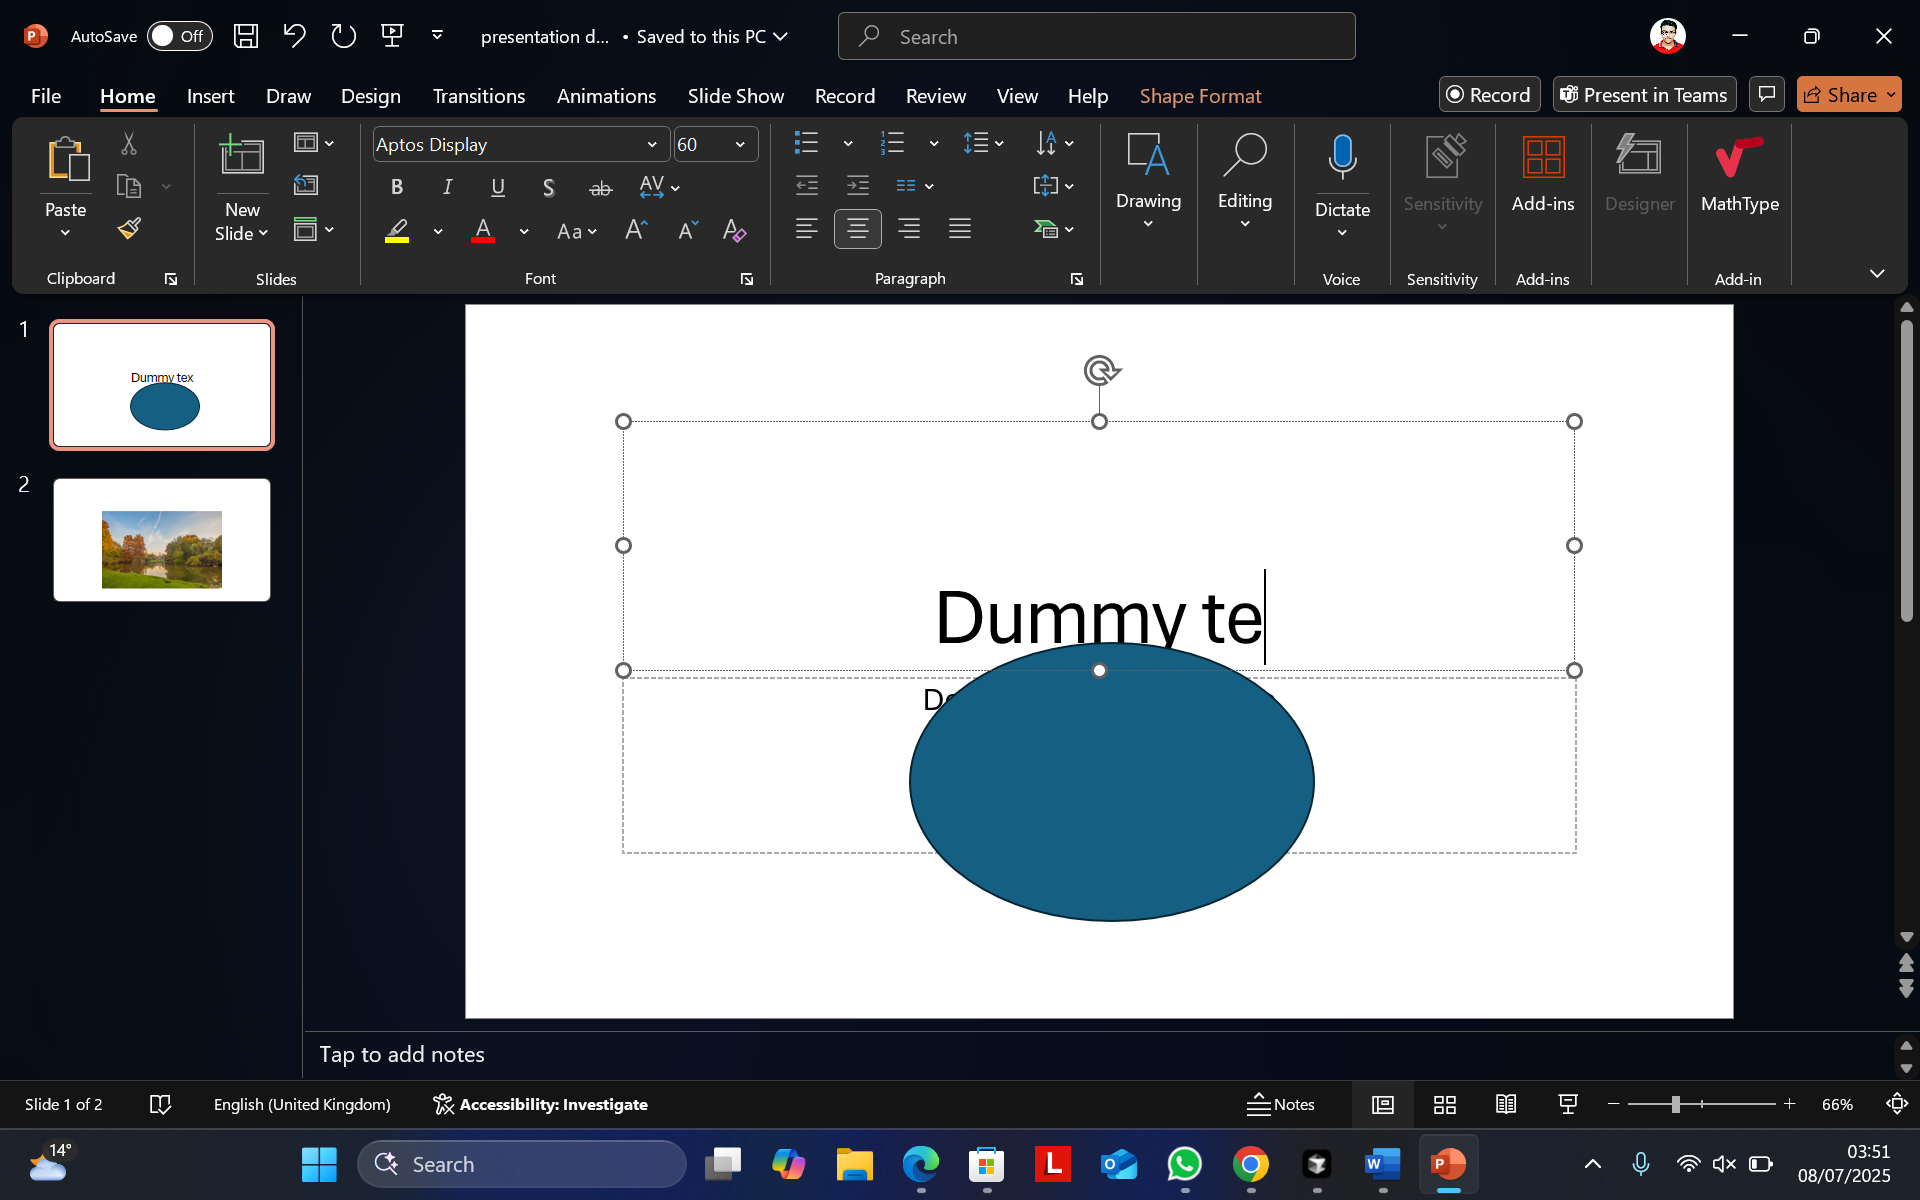 AutoSave Off presentation d... • Saved to this PC Search
File Home Insert Draw Design Transitions Animations Slide Show Record Review View Help Shape Format Record Present in Teams Share
Paste
Clipboard
New
Slide
Slides
Aptos Display 60
Font
Paragraph
Drawing
Editing
Dictate
Voice
Sensitivity
Sensitivity
Add-ins
Add-ins
Designer
MathType
Add-in
1
Dummy tex
2
Dummy te
Tap to add notes
Slide 1 of 2 English (United Kingdom) Accessibility: Investigate Notes 66%
14°
Search
03:51
08/07/2025